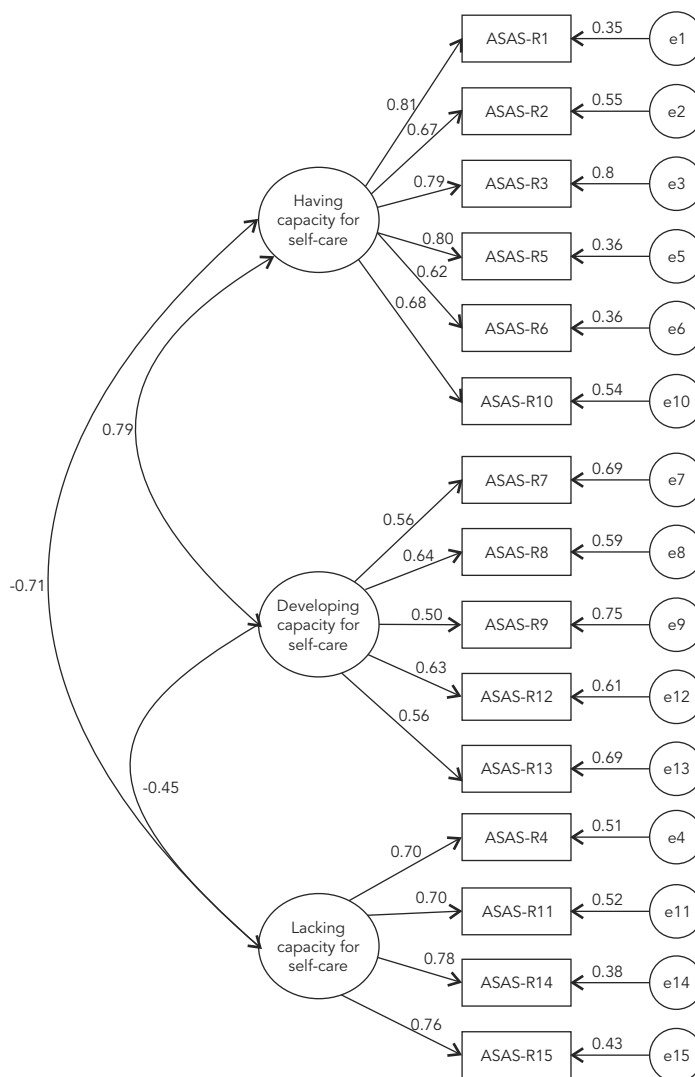 ASAS-R1
0.35
e1
0.81
ASAS-R2
0.55
e2
0.67
ASAS-R3
0.8
e3
0.79
Having
capacity for
self-care
ASAS-R5
0.36
e5
0.80
ASAS-R6
0.36
e6
0.62
ASAS-R10
0.54
e10
0.68
0.79
ASAS-R7
0.69
e7
0.56
ASAS-R8
0.59
e8
0.64
-0.71
Developing
capacity for
self-care
ASAS-R9
0.75
e9
0.50
ASAS-R12
0.61
e12
0.63
ASAS-R13
0.69
e13
0.56
-0.45
ASAS-R4
0.51
e4
0.70
ASAS-R11
0.52
e11
0.70
Lacking
capacity for
self-care
ASAS-R14
0.38
e14
0.78
ASAS-R15
0.43
e15
0.76